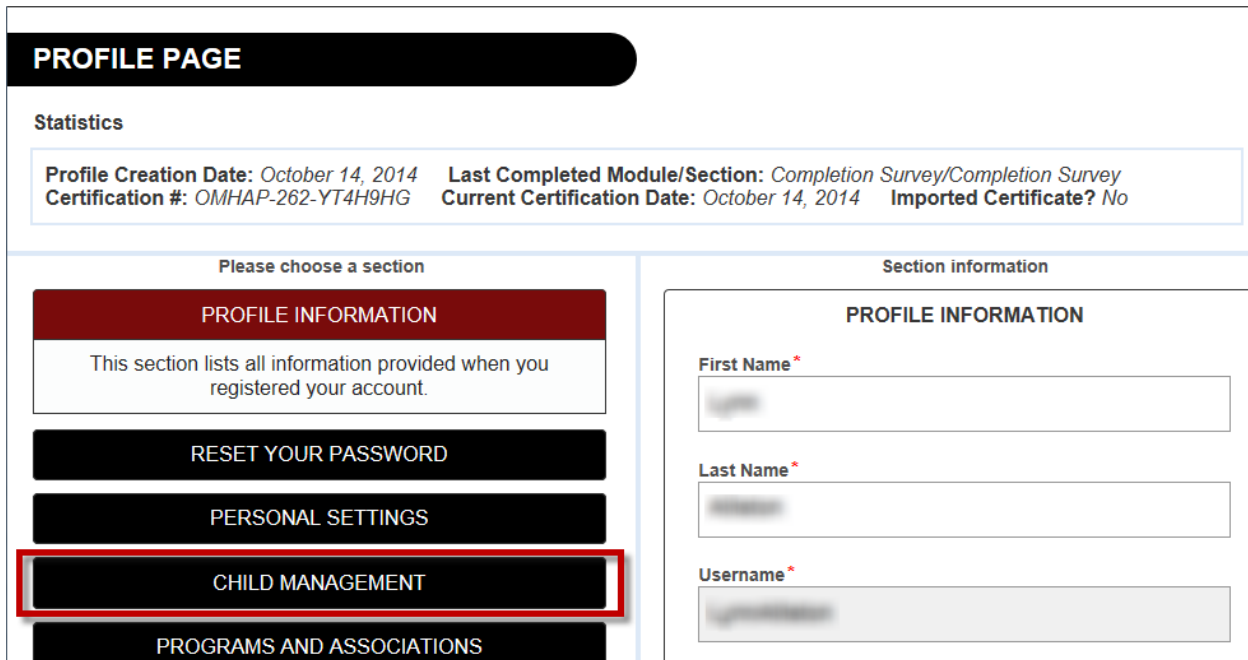 PROFILE PAGE
Statistics
Profile Creation Date: October 14, 2014 Last Completed Module/Section: Completion Survey/Completion Survey
Certification #: OMHAP-262-YT4H9HG Current Certification Date: October 14, 2014 Imported Certificate? No
Please choose a section
PROFILE INFORMATION
This section lists all information provided when you
registered your account.
RESET YOUR PASSWORD
PERSONAL SETTINGS
CHILD MANAGEMENT
PROGRAMS AND ASSOCIATIONS
Section information
PROFILE INFORMATION
First Name*
Last Name*
Username*